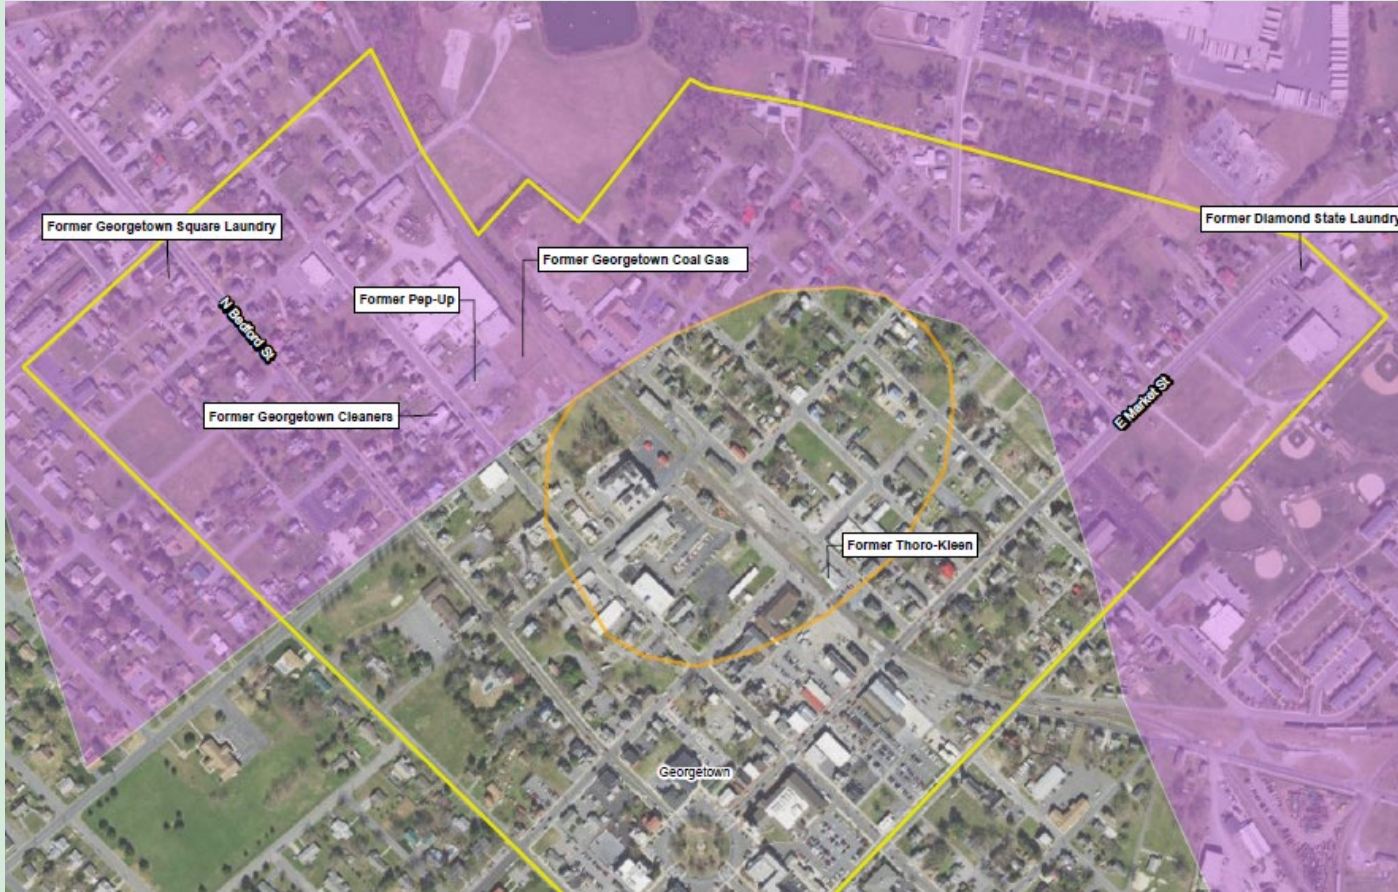 Former Diamond State Laundry
Former Georgetown Square Laundry
Former Georgetown Coal Gas
Former Pep-Up
N Bedford St
Former Georgetown Cleaners
E Market St
Former Thoro-Kleen
Georgetown